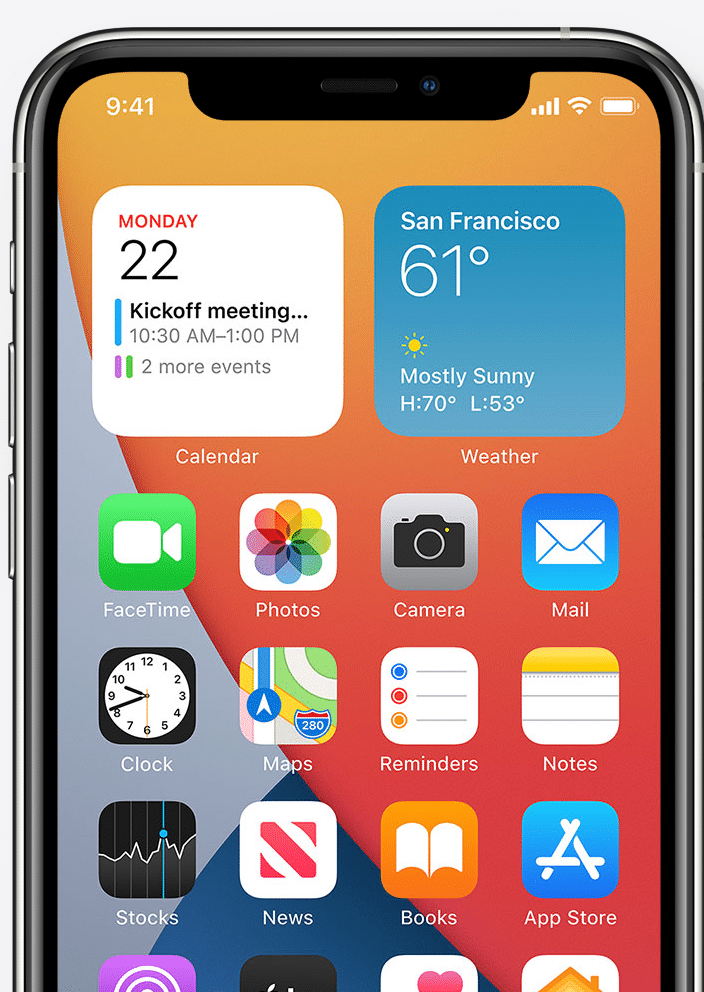 9:41
MONDAY
22
Kickoff meeting...
10:30 AM–1:00 PM
2 more events
Calendar
San Francisco
61°
Mostly Sunny
H:70° L:53°
Weather
FaceTime
Photos
Camera
Mail
12
11
1
10
2
9
3
8
4
7
5
6
280
Clock
Maps
Reminders
Notes
Stocks
News
Books
App Store